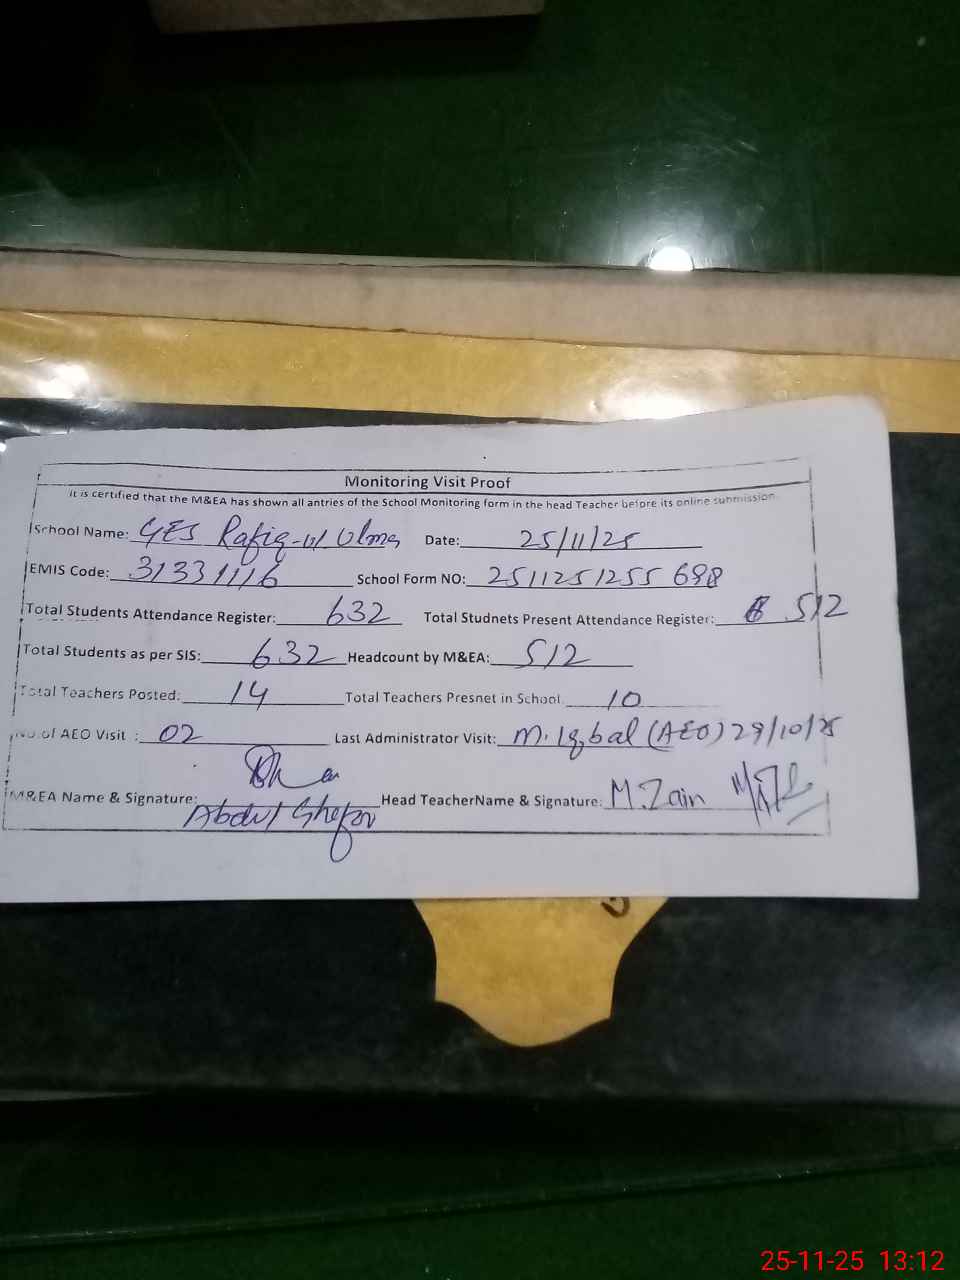 Monitoring Visit Proof
It is certified that the M&EA has shown all antries of the School Monitoring form in the head Teacher before its online submission.
School Name: GES Rafiq-ul Ulma Date: 25/11/25
EMIS Code: 31331116 School Form NO: 2511251255698
Total Students Attendance Register: 632 Total Studnets Present Attendance Register: 512
Total Students as per SIS: 632 Headcount by M&EA: 512
Total Teachers Posted: 14 Total Teachers Presnet in School 10
No.of AEO Visit : 02 Last Administrator Visit: M. Iqbal (AEO) 29/10/25
M&EA Name & Signature: Head TeacherName & Signature: M.Zain
Abdul Ghafor
25-11-25 13:12